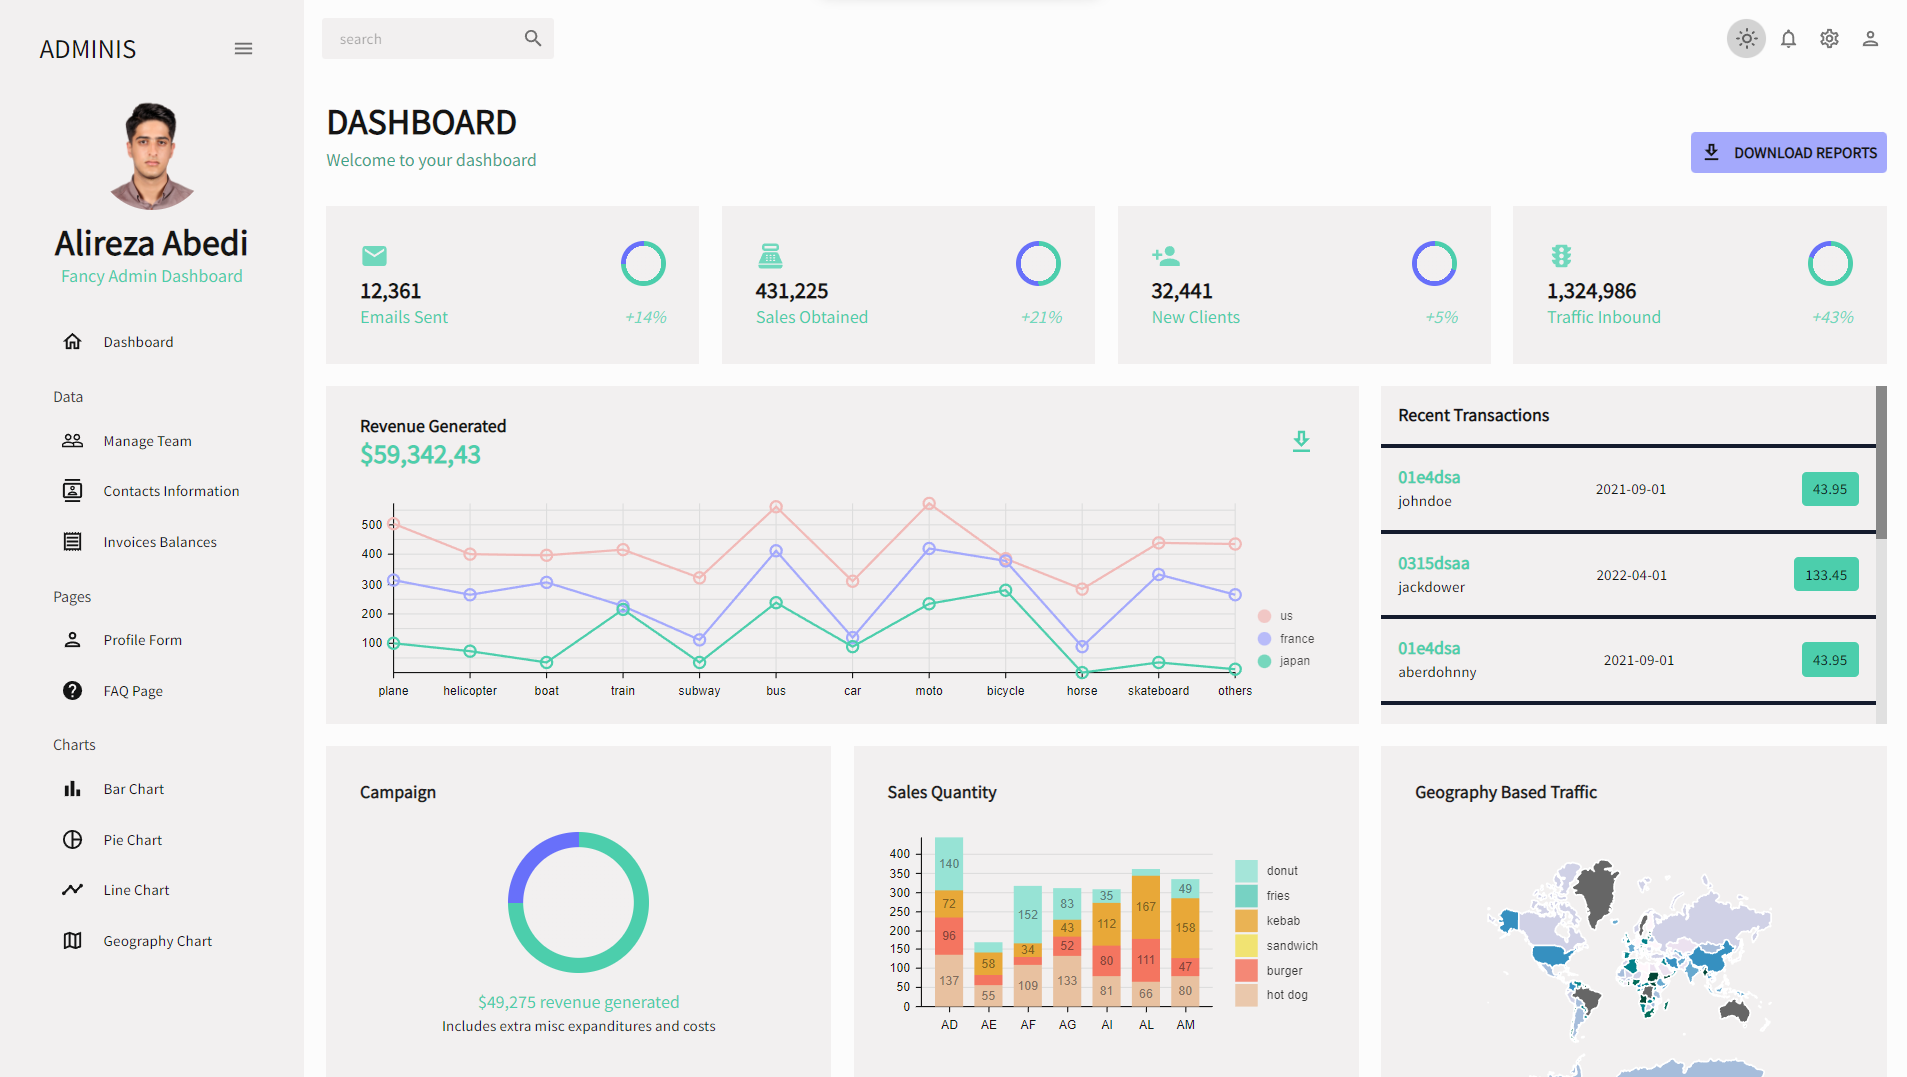 ADMINIS
search
Alireza Abedi
Fancy Admin Dashboard
Dashboard
Data
Manage Team
Contacts Information
Invoices Balances
Pages
Profile Form
FAQ Page
Charts
Bar Chart
Pie Chart
Line Chart
Geography Chart
DASHBOARD
Welcome to your dashboard
DOWNLOAD REPORTS
12,361
Emails Sent
+14%
431,225
Sales Obtained
+21%
32,441
New Clients
+5%
1,324,986
Traffic Inbound
+43%
Revenue Generated
$59,342,43
500
400
300
200
100
plane helicopter boat train subway bus car moto bicycle horse skateboard others
us
france
japan
Recent Transactions
01e4dsa
johndoe
2021-09-01
43.95
0315dsaa
jackdower
2022-04-01
133.45
01e4dsa
aberdohnny
2021-09-01
43.95
Campaign
$49,275 revenue generated
Includes extra misc expanditures and costs
Sales Quantity
400
350
300
250
200
150
100
50
0
140
72
96
137
58
55
152
34
109
83
43
52
133
35
112
80
81
167
111
66
49
158
47
80
AD AE AF AG AI AL AM
donut
fries
kebab
sandwich
burger
hot dog
Geography Based Traffic